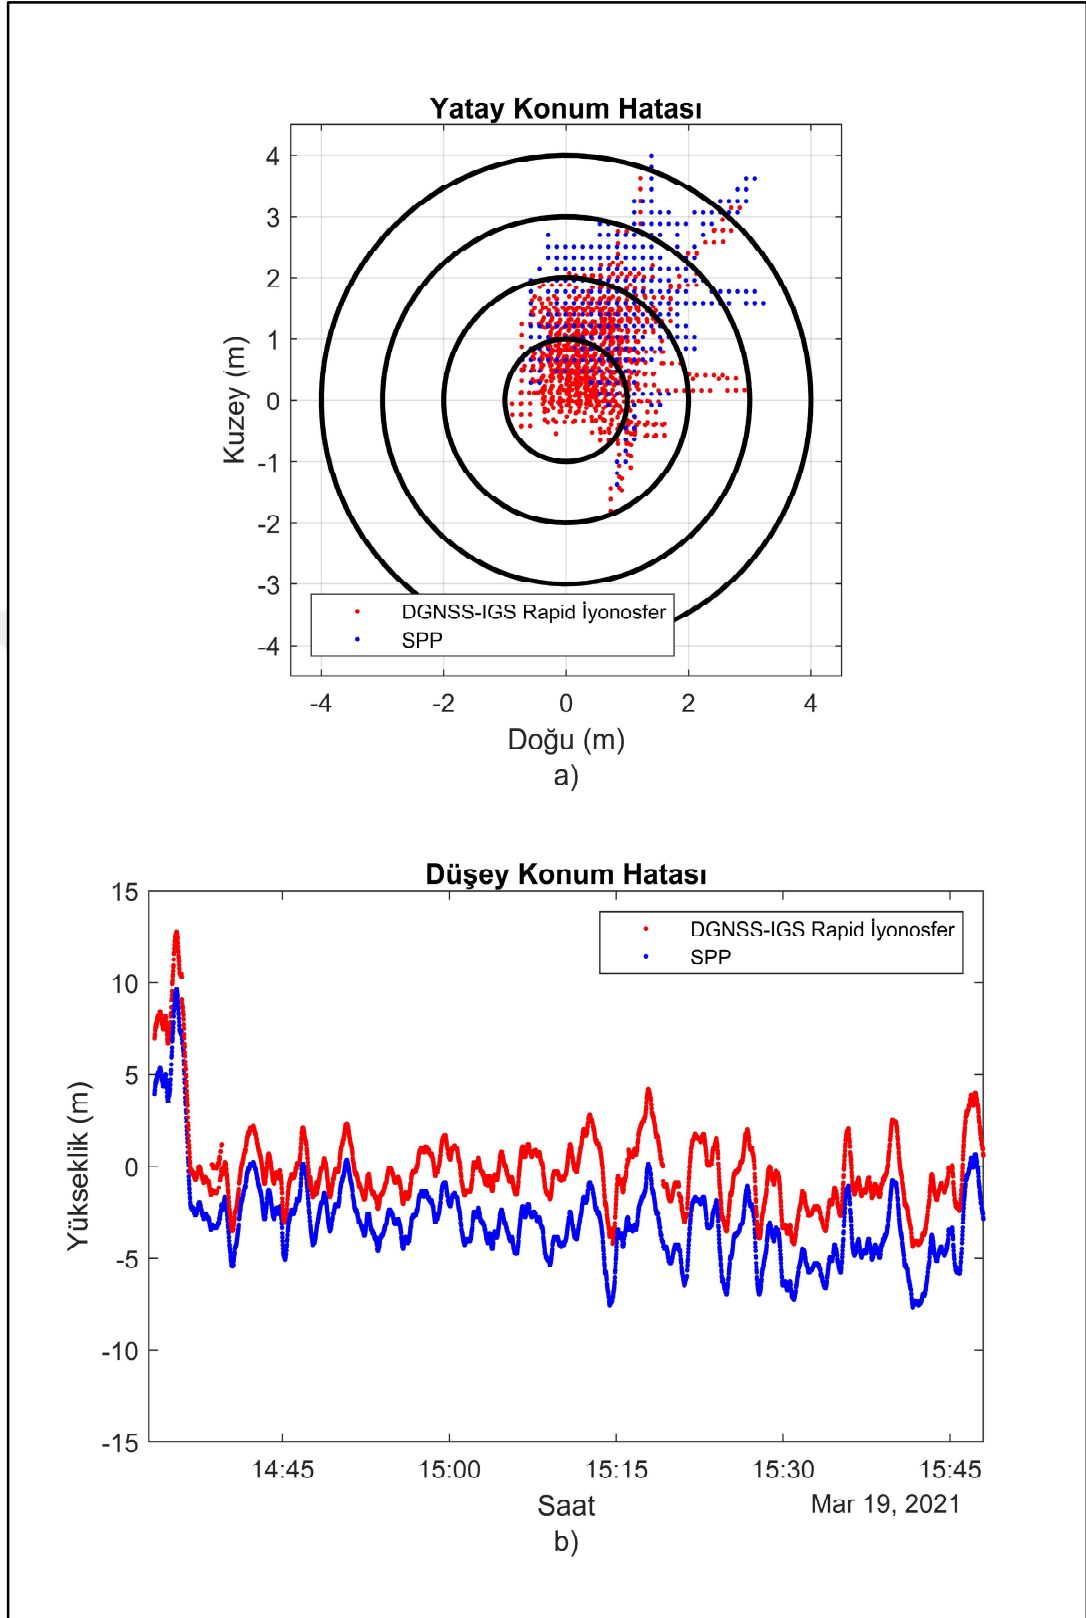 Yatay Konum Hatası
4
3
2
1
0
-1
-2
-3
-4
Kuzey (m)
DGNSS-IGS Rapid İyonosfer
SPP
-4 -2 0 2 4
Doğu (m)
a)
Düşey Konum Hatası
15
10
5
0
-5
-10
-15
Yükseklik (m)
DGNSS-IGS Rapid İyonosfer
SPP
14:45 15:00 15:15 15:30 15:45
Saat
Mar 19, 2021
b)